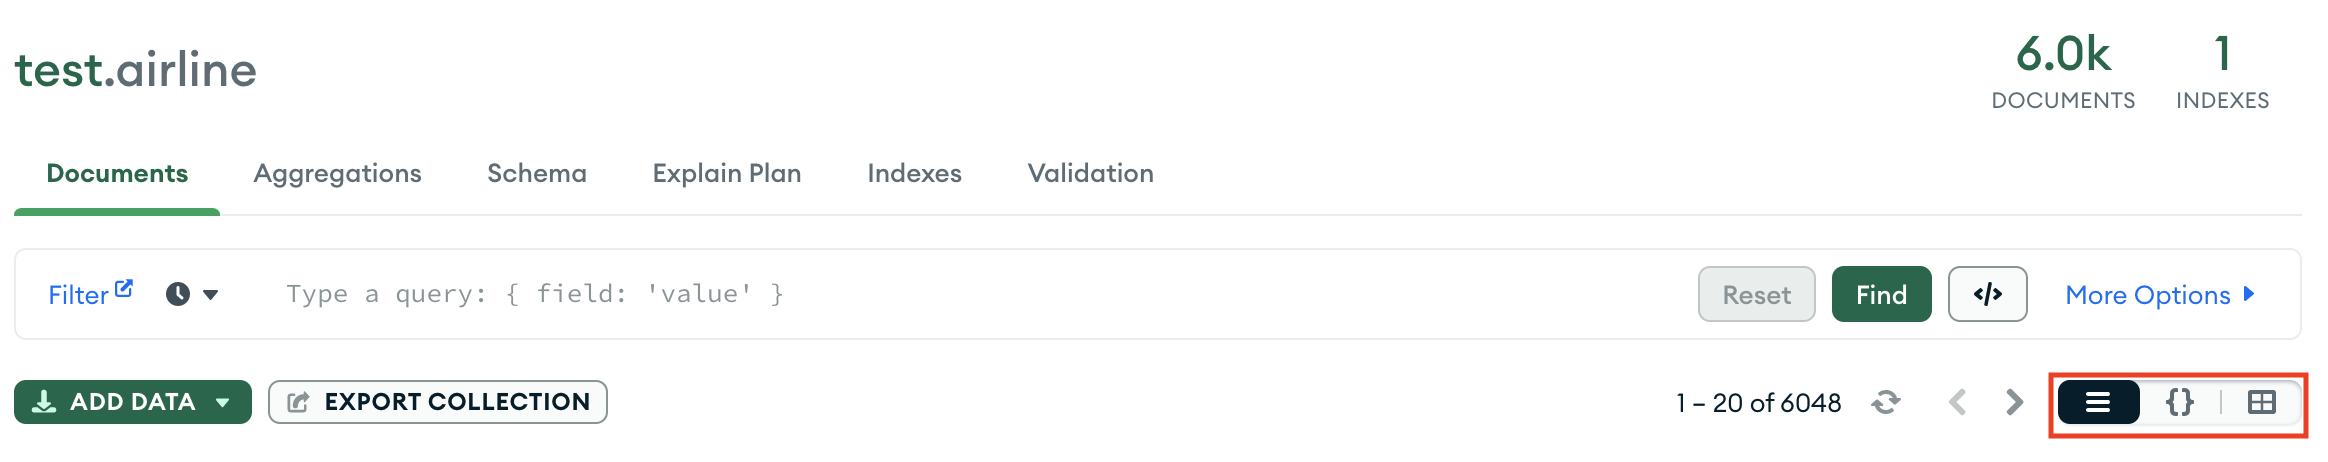 test.airline
6.0k
DOCUMENTS
1
INDEXES
Documents Aggregations Schema Explain Plan Indexes Validation
Filter Type a query: { field: 'value' } Reset Find </> More Options
ADD DATA EXPORT COLLECTION 1 – 20 of 6048 {}